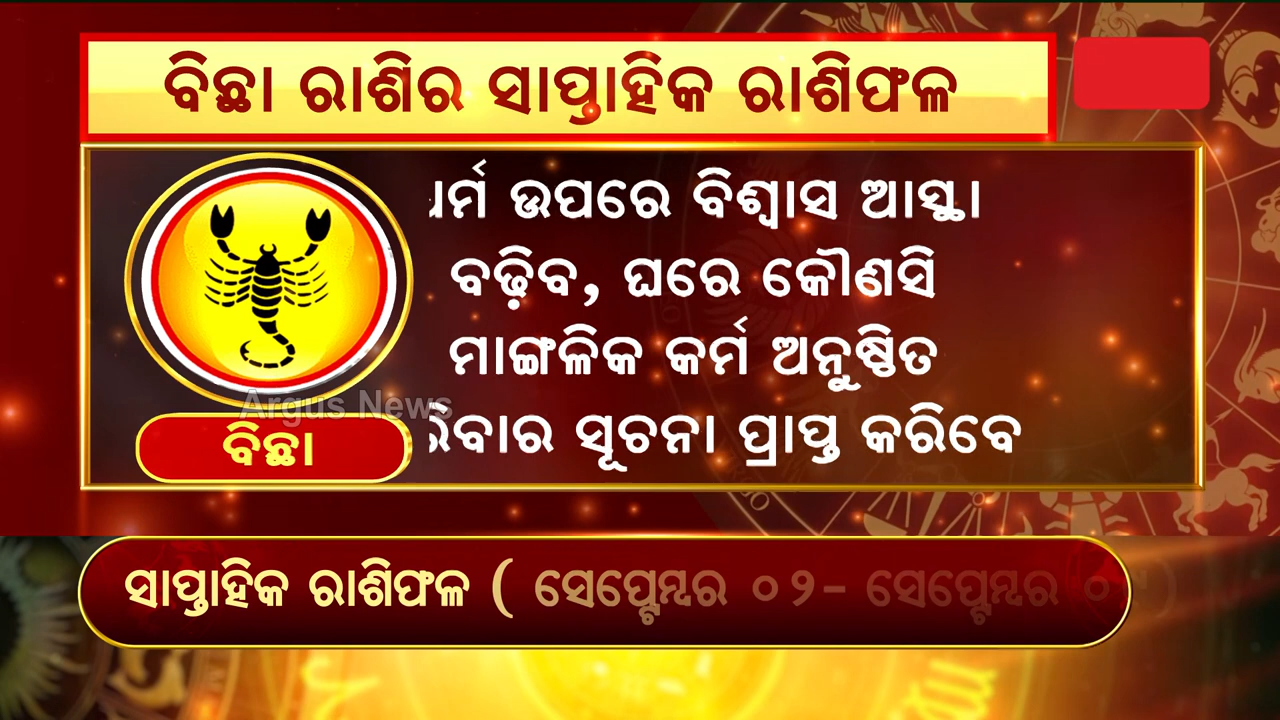 ବିଛା ରାଶିର ସାପ୍ତାହିକ ରାଶିଫଳ
ଉପରେ ବିଶ୍ୱାସ ଆସ୍ଥା
ବଢ଼ିବ, ଘରେ କୌଣସି
ମାଙ୍ଗଳିକ କର୍ମ ଅନୁଷ୍ଠିତ
ସୂଚନା ପ୍ରାପ୍ତ କରିବେ
Argus News
ବିଛା
ସାପ୍ତାହିକ ରାଶିଫଳ ( ସେପ୍ଟେମ୍ବର ୦୨- ସେପ୍ଟେମ୍ବର